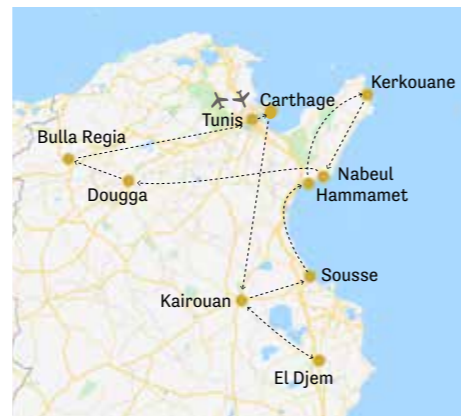 Kerkouane
Carthage
Tunis
Bulla Regia
Nabeul
Dougga
Hammamet
Sousse
Kairouan
El Djem